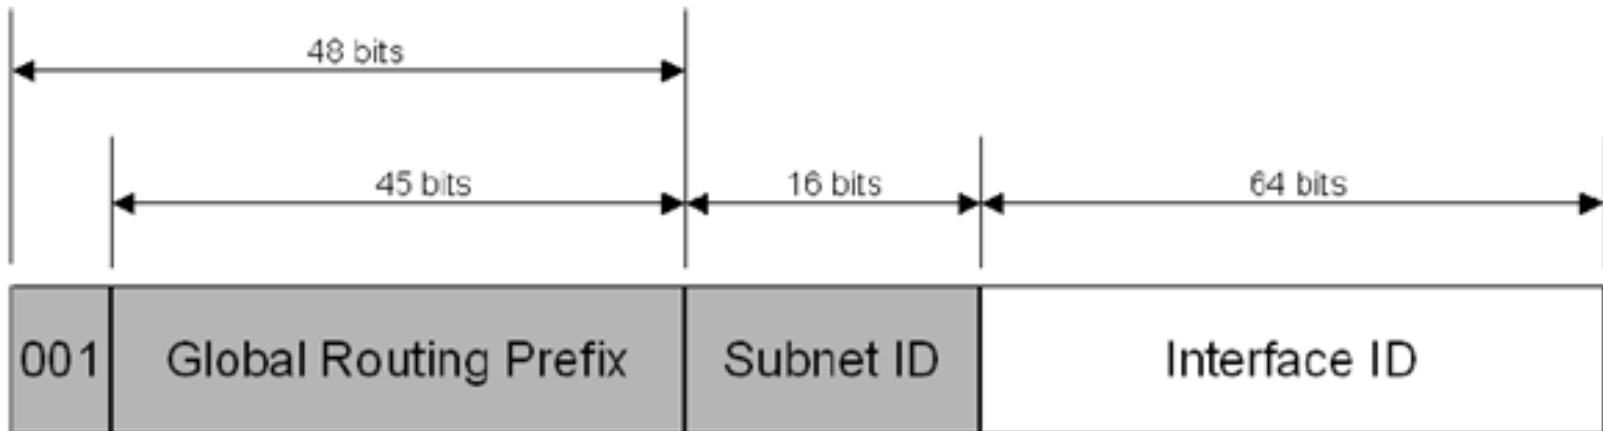 48 bits
45 bits 16 bits 64 bits
001 Global Routing Prefix Subnet ID Interface ID